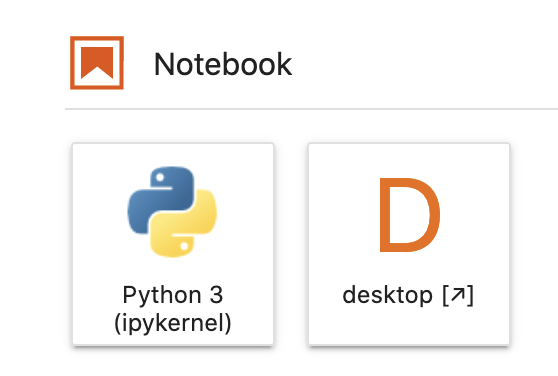 Notebook
Python 3
(ipykernel)
D
desktop [↗]